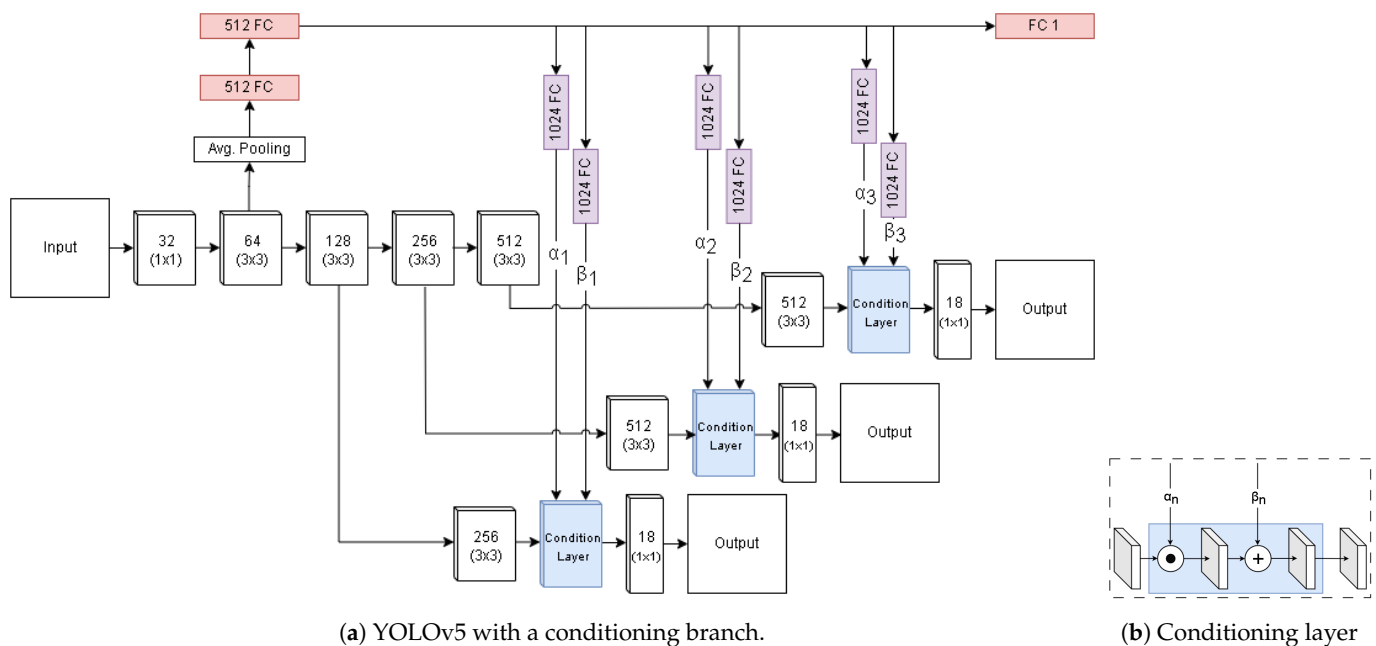 512 FC
FC 1
512 FC
1024 FC
1024 FC
1024 FC
Avg. Pooling
1024 FC
1024 FC
1024 FC
α3
Input
32
(1x1)
64
(3x3)
128
(3x3)
256
(3x3)
512
(3x3)
α1
β1
α2
β2
β3
512
(3x3)
Condition
Layer
18
(1x1)
Output
512
(3x3)
Condition
Layer
18
(1x1)
Output
256
(3x3)
Condition
Layer
18
(1x1)
Output
αn
βn
(a) YOLOv5 with a conditioning branch.
(b) Conditioning layer